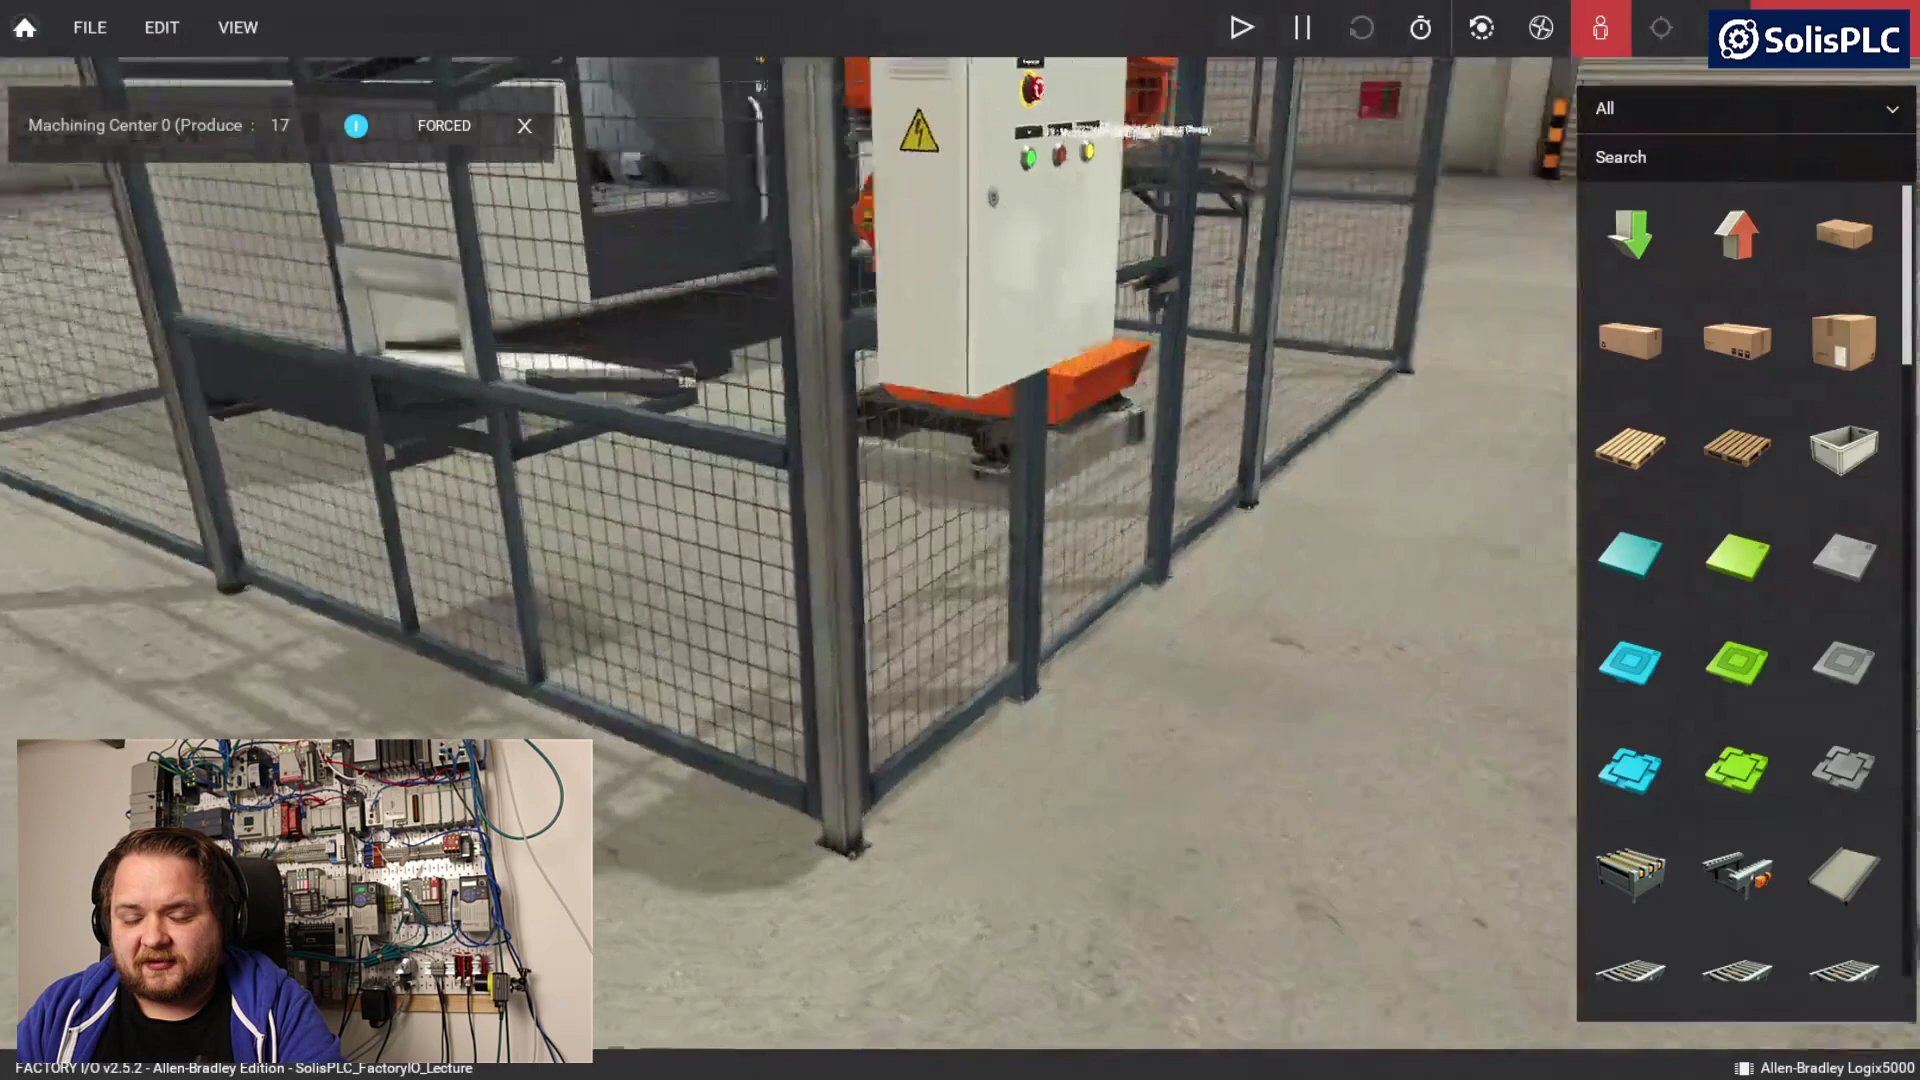 FILE EDIT VIEW
SolisPLC
Machining Center 0 (Produce : 17 FORCED X
All
Search
FACTORY I/O v2.5.2 - Allen-Bradley Edition - SolisPLC_FactoryIO_Lecture
Allen-Bradley Logix5000